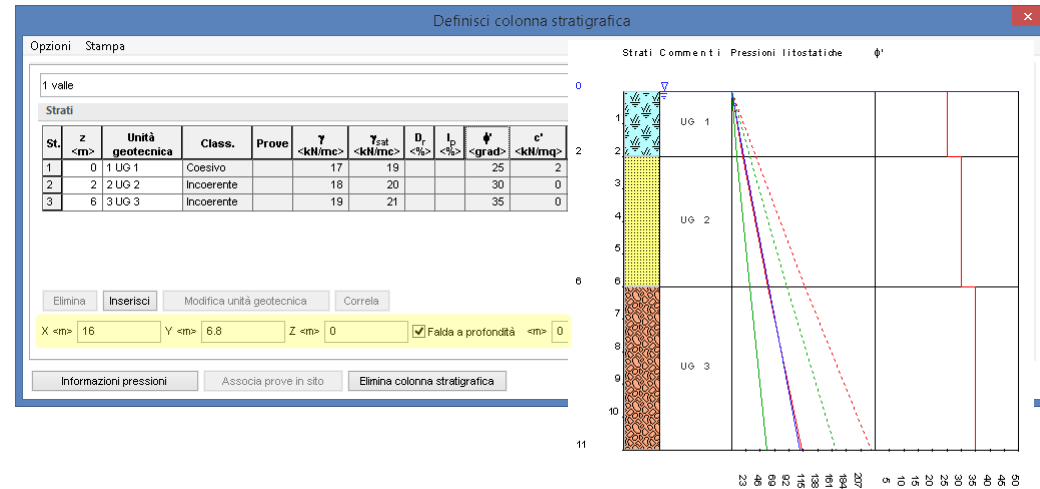 Definisci colonna stratigrafica
Opzioni Stampa
1 valle
Strati
St. z <m> Unità geotecnica Class. Prove γ <kN/mc> γsat <kN/mc> Dr <%> Ip <%> ϕ' <grad> c' <kN/mq>
1 0 1 UG 1 Coesivo 17 19 25 2
2 2 2 UG 2 Incoerente 18 20 30 0
3 6 3 UG 3 Incoerente 19 21 35 0
Elimina Inserisci Modifica unità geotecnica Correla
X <m> 16 Y <m> 6.8 Z <m> 0 Falda a profondità <m> 0
Informazioni pressioni Associa prove in sito Elimina colonna stratigrafica
Strati Commenti Pressioni litostatiche ϕ'
0
1 UG 1
2 2
3
4 UG 2
5
6 6
7
8
9 UG 3
10
11
23 46 69 92 115 138 161 184 207 5 10 15 20 25 30 35 40 45 50